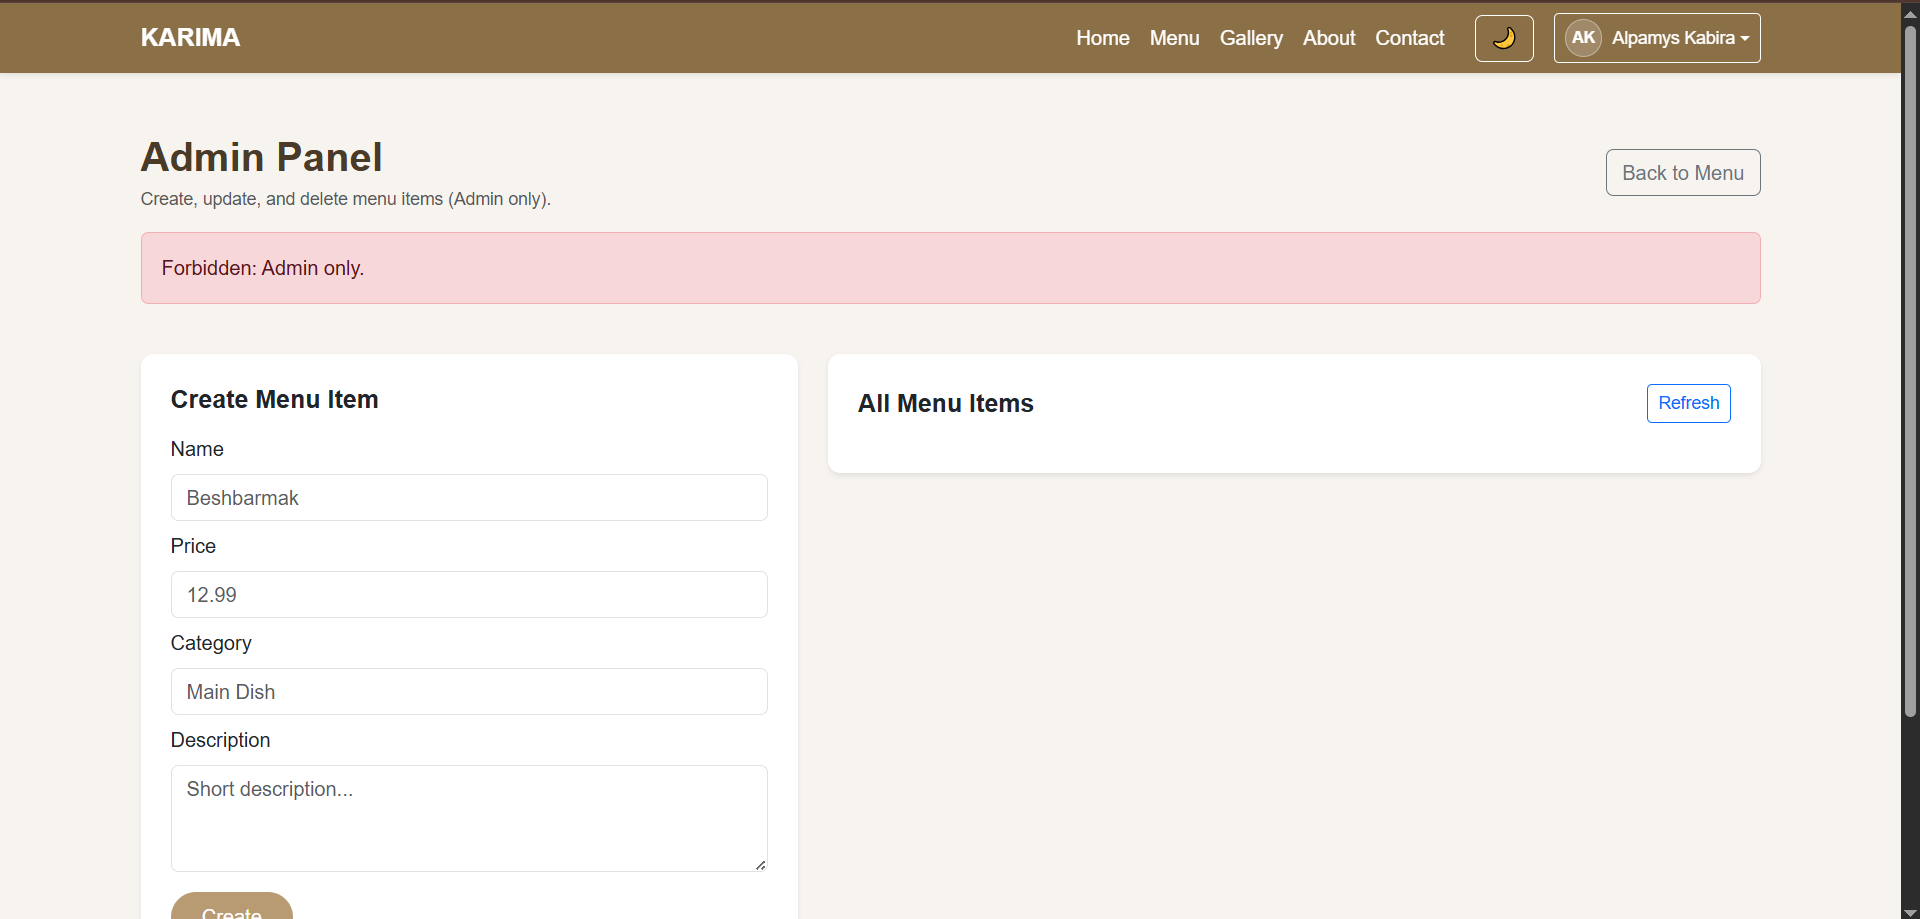 KARIMA
Home Menu Gallery About Contact
AK Alpamys Kabira
Admin Panel
Create, update, and delete menu items (Admin only).
Back to Menu
Forbidden: Admin only.
Create Menu Item
Name
Beshbarmak
Price
12.99
Category
Main Dish
Description
Short description...
Create
All Menu Items
Refresh